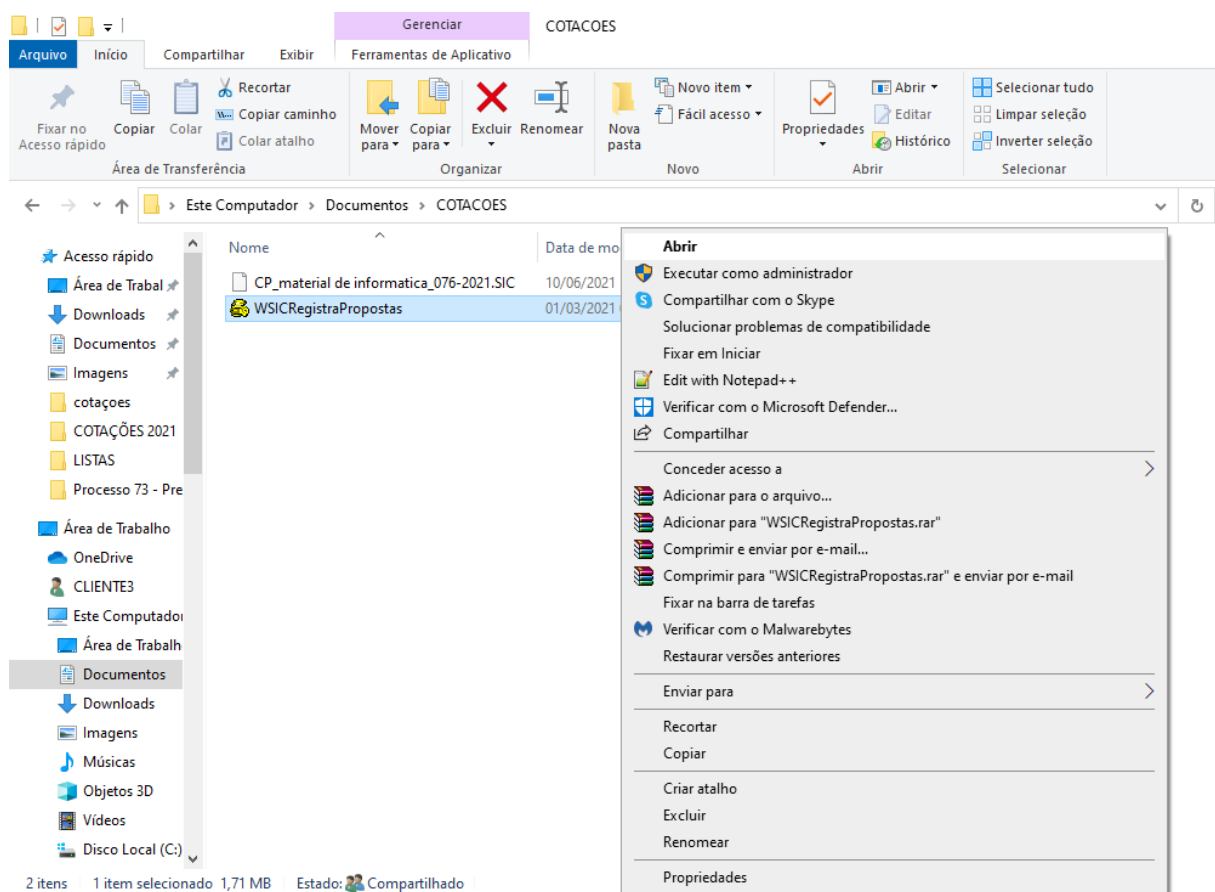 Gerenciar
COTACOES
Arquivo
Início
Compartilhar
Exibir
Ferramentas de Aplicativo
Fixar no
Acesso rápido
Copiar
Colar
Recortar
Copiar caminho
Colar atalho
Área de Transferência
Mover
para
Copiar
para
Excluir
Renomear
Organizar
Nova
pasta
Novo item
Fácil acesso
Novo
Propriedades
Abrir
Editar
Histórico
Abrir
Selecionar tudo
Limpar seleção
Inverter seleção
Selecionar
Este Computador > Documentos > COTACOES
Acesso rápido
Área de Trabal
Downloads
Documentos
Imagens
cotaçoes
COTAÇÕES 2021
LISTAS
Processo 73 - Pre
Área de Trabalho
OneDrive
CLIENTE3
Este Computador
Área de Trabalh
Documentos
Downloads
Imagens
Músicas
Objetos 3D
Vídeos
Disco Local (C:)
Nome
Data de mo
CP_material de informatica_076-2021.SIC
10/06/2021
WSICRegistraPropostas
01/03/2021
Abrir
Executar como administrador
Compartilhar com o Skype
Solucionar problemas de compatibilidade
Fixar em Iniciar
Edit with Notepad++
Verificar com o Microsoft Defender...
Compartilhar
Conceder acesso a
Adicionar para o arquivo...
Adicionar para "WSICRegistraPropostas.rar"
Comprimir e enviar por e-mail...
Comprimir para "WSICRegistraPropostas.rar" e enviar por e-mail
Fixar na barra de tarefas
Verificar com o Malwarebytes
Restaurar versões anteriores
Enviar para
Recortar
Copiar
Criar atalho
Excluir
Renomear
Propriedades
2 itens
1 item selecionado 1,71 MB
Estado: Compartilhado